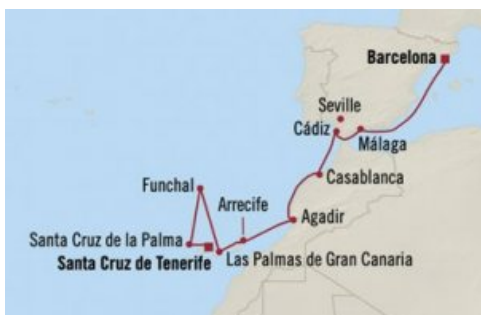 Barcelona
Seville
Cádiz
Málaga
Casablanca
Funchal
Arrecife
Agadir
Santa Cruz de la Palma
Santa Cruz de Tenerife
Las Palmas de Gran Canaria